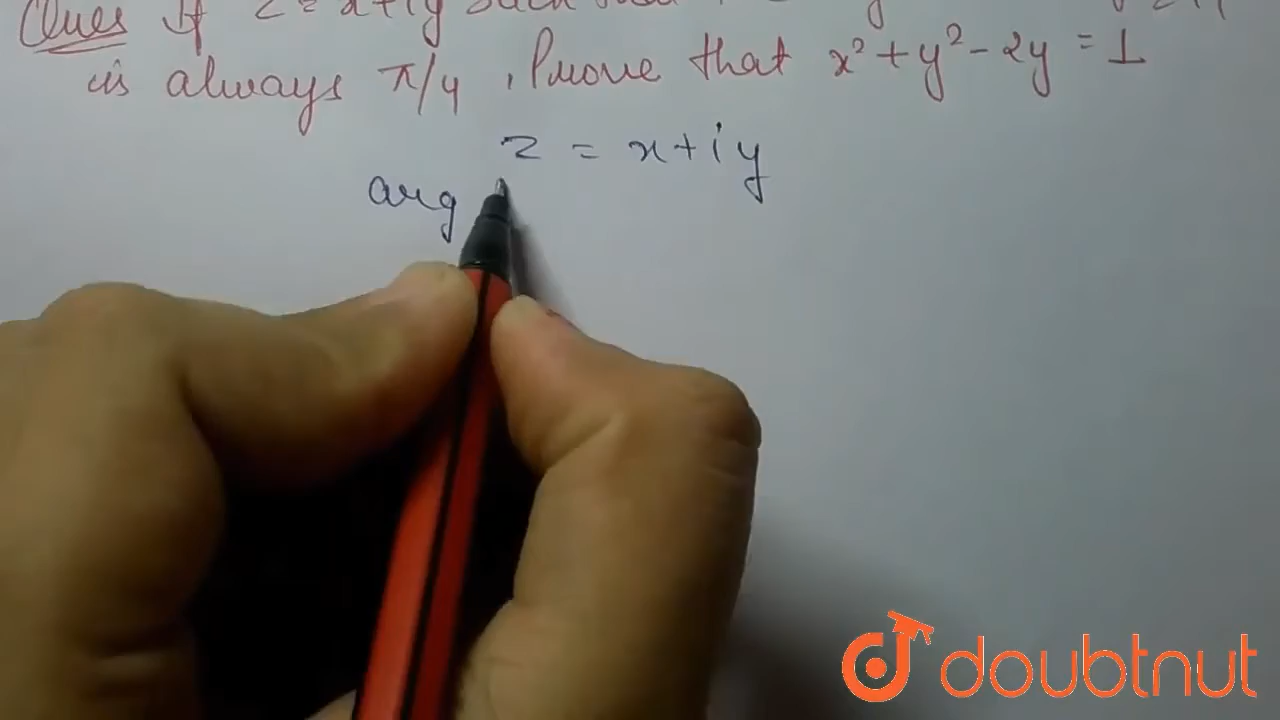 Ques If z = x+iy
is always π/4 , Prove that x² + y² - 2y = 1
z = x+iy
arg
doubtnut